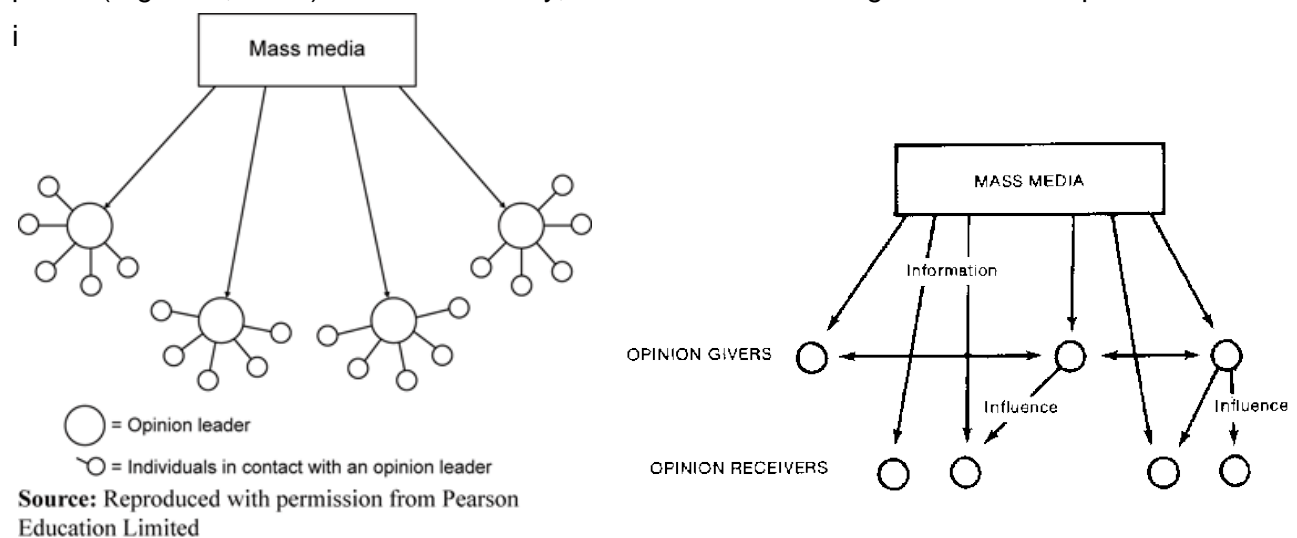 i
Mass media
= Opinion leader
= Individuals in contact with an opinion leader
Source: Reproduced with permission from Pearson
Education Limited
MASS MEDIA
Information
OPINION GIVERS
Influence
Influence
OPINION RECEIVERS